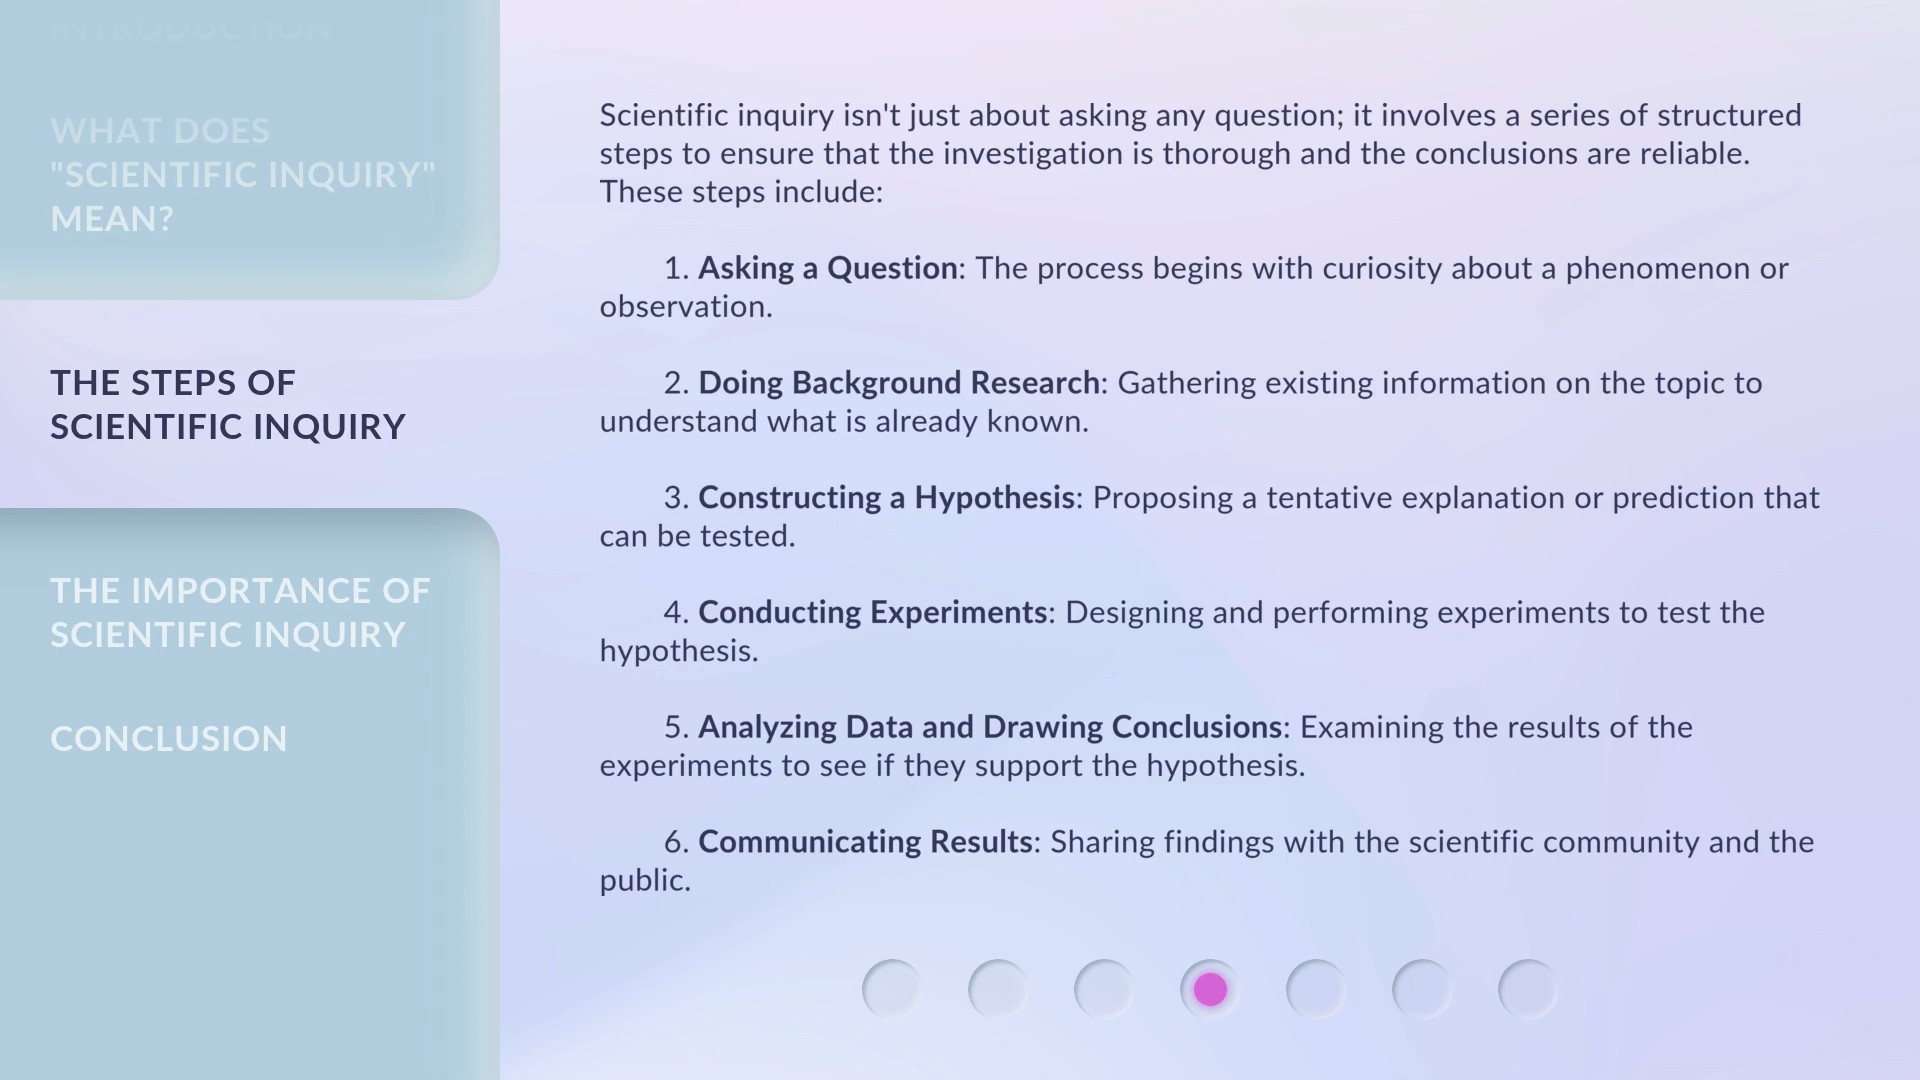 INTRODUCTION
WHAT DOES
"SCIENTIFIC INQUIRY"
MEAN?
THE STEPS OF
SCIENTIFIC INQUIRY
THE IMPORTANCE OF
SCIENTIFIC INQUIRY
CONCLUSION
Scientific inquiry isn't just about asking any question; it involves a series of structured
steps to ensure that the investigation is thorough and the conclusions are reliable.
These steps include:
1. Asking a Question: The process begins with curiosity about a phenomenon or
observation.
2. Doing Background Research: Gathering existing information on the topic to
understand what is already known.
3. Constructing a Hypothesis: Proposing a tentative explanation or prediction that
can be tested.
4. Conducting Experiments: Designing and performing experiments to test the
hypothesis.
5. Analyzing Data and Drawing Conclusions: Examining the results of the
experiments to see if they support the hypothesis.
6. Communicating Results: Sharing findings with the scientific community and the
public.